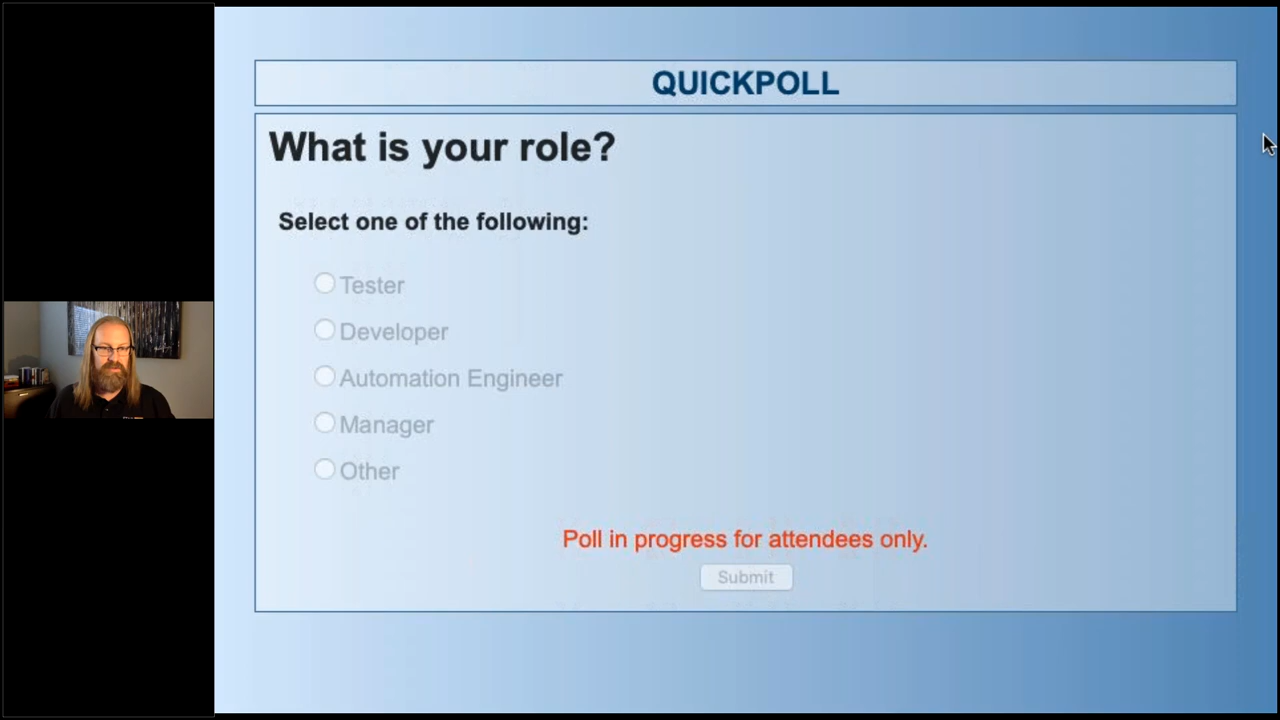 QUICKPOLL
What is your role?
Select one of the following:
Tester
Developer
Automation Engineer
Manager
Other
Poll in progress for attendees only.
Submit